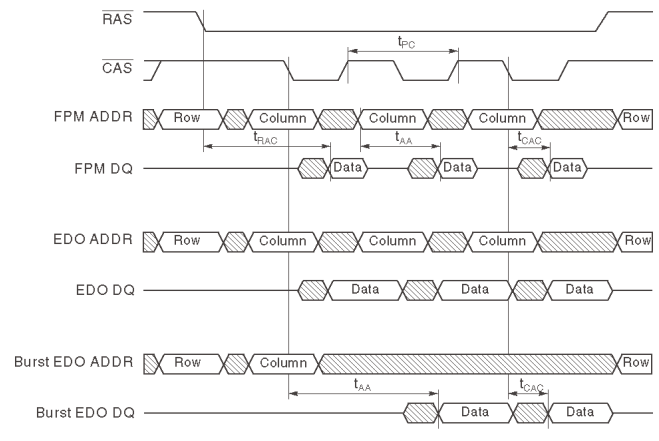 RAS
t_PC
CAS
FPM ADDR Row Column Column Column Row
t_RAC t_AA t_CAC
FPM DQ Data Data Data
EDO ADDR Row Column Column Column Row
EDO DQ Data Data Data
Burst EDO ADDR Row Column Row
t_AA t_CAC
Burst EDO DQ Data Data